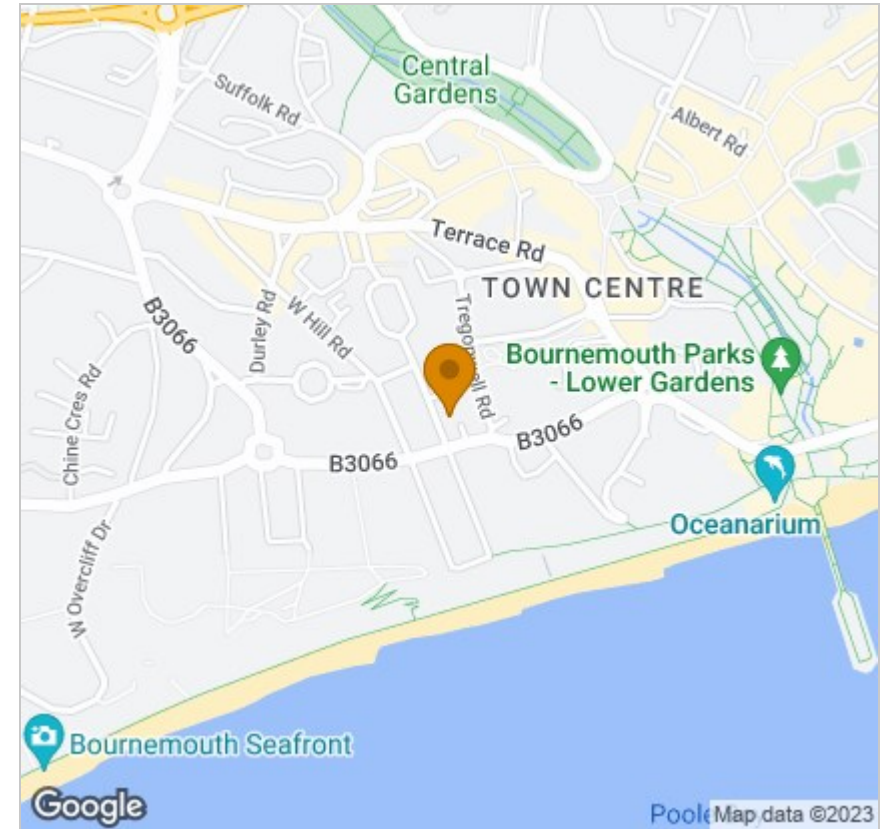 Central
Gardens
Suffolk Rd
Albert Rd
Terrace Rd
TOWN CENTRE
B3066
Durley Rd
W Hill Rd
Tregonwell Rd
Bournemouth Parks
- Lower Gardens
Chine Cres Rd
B3066
B3066
Oceanarium
W Overcliff Dr
Bournemouth Seafront
Google
Poole
Map data ©2023